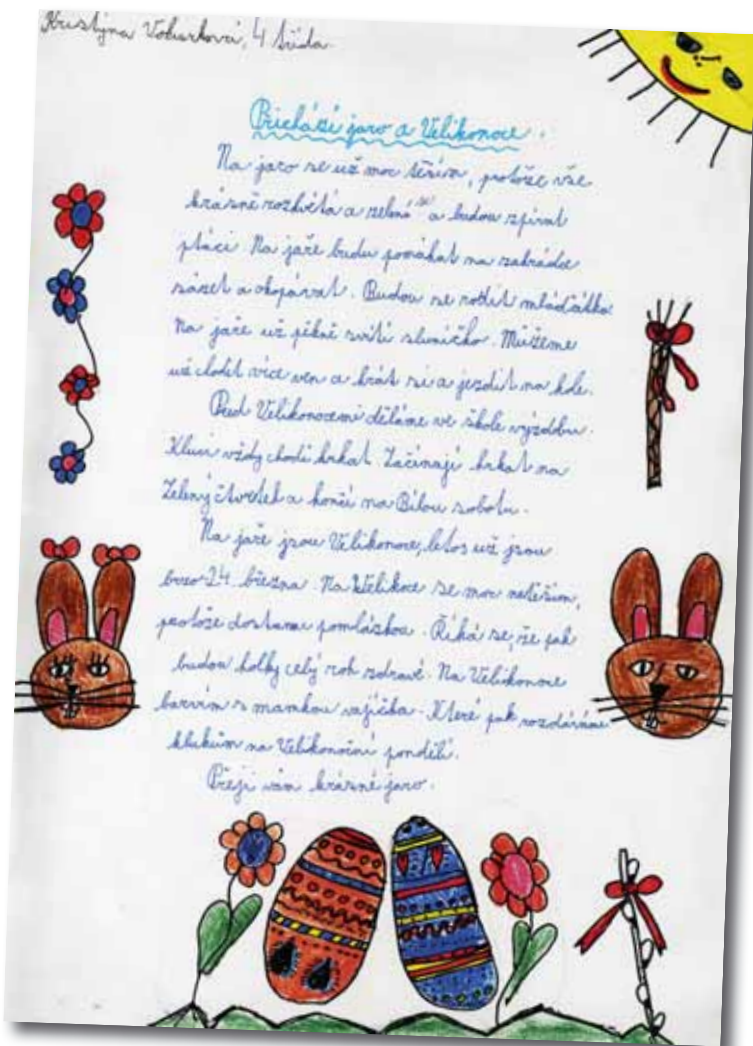 Kristýna Vokurková, 4 třída
Přichází jaro a Velikonoce.
Na jaro se už moc těším, protože vše
krásně rozkvétá a zelená se a budou zpívat
ptáci. Na jaře budu pomáhat na zahrádce
sázet a okopávat. Budou se rodit mláďátka.
Na jaře už pěkně svítí sluníčko. Můžeme
už chodit více ven a hrát si a jezdit na kole.
Před Velikonocemi děláme ve škole výzdobu.
Kluci vždy chodí hrkat. Začínají hrkat na
Zelený čtvrtek a končí na Bílou sobotu.
Na jaře jsou Velikonoce, letos už jsou
brzo 24. března. Na Velikoce se moc netěším,
protože dostanu pomlázkou. Říká se, že pak
budou holky celý rok zdravé. Na Velikonoce
barvím s mamkou vajíčka. Které pak rozdáváme
klukům na Velikonoční pondělí.
Přeji vám krásné jaro.